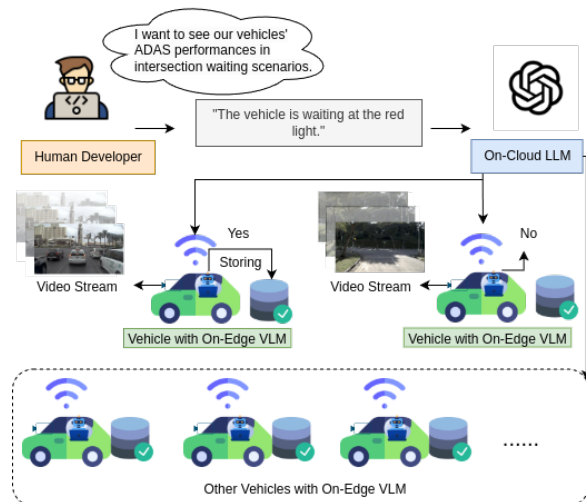 I want to see our vehicles'
ADAS performances in
intersection waiting scenarios.
"The vehicle is waiting at the red
light."
Human Developer
On-Cloud LLM
Yes
No
Storing
Video Stream
Video Stream
Vehicle with On-Edge VLM
Vehicle with On-Edge VLM
......
Other Vehicles with On-Edge VLM